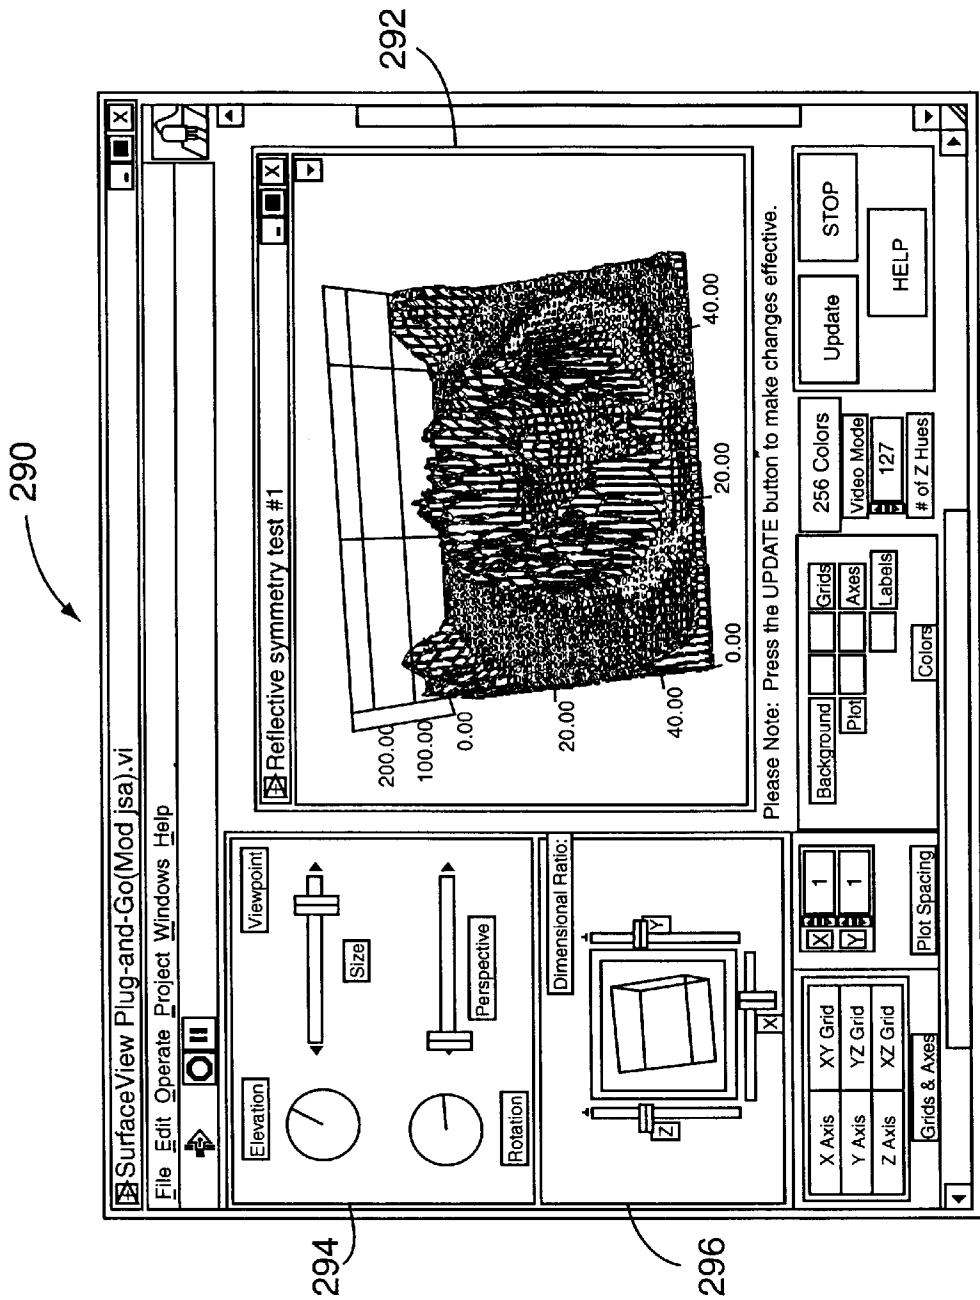 290
SurfaceView Plug-and-Go(Mod jsa).vi
File Edit Operate Project Windows Help
294
Elevation
Viewpoint
Size
Rotation
Perspective
296
Dimensional Ratio:
Z
Y
X
292
Reflective symmetry test #1
200.00
100.00
0.00
20.00
40.00
0.00
20.00
40.00
Please Note: Press the UPDATE button to make changes effective.
X Axis XY Grid
Y Axis YZ Grid
Z Axis XZ Grid
Grids & Axes
X 1
Y 1
Plot Spacing
Background Grids
Plot Axes
Labels
Colors
256 Colors
Video Mode
127
# of Z Hues
Update STOP
HELP